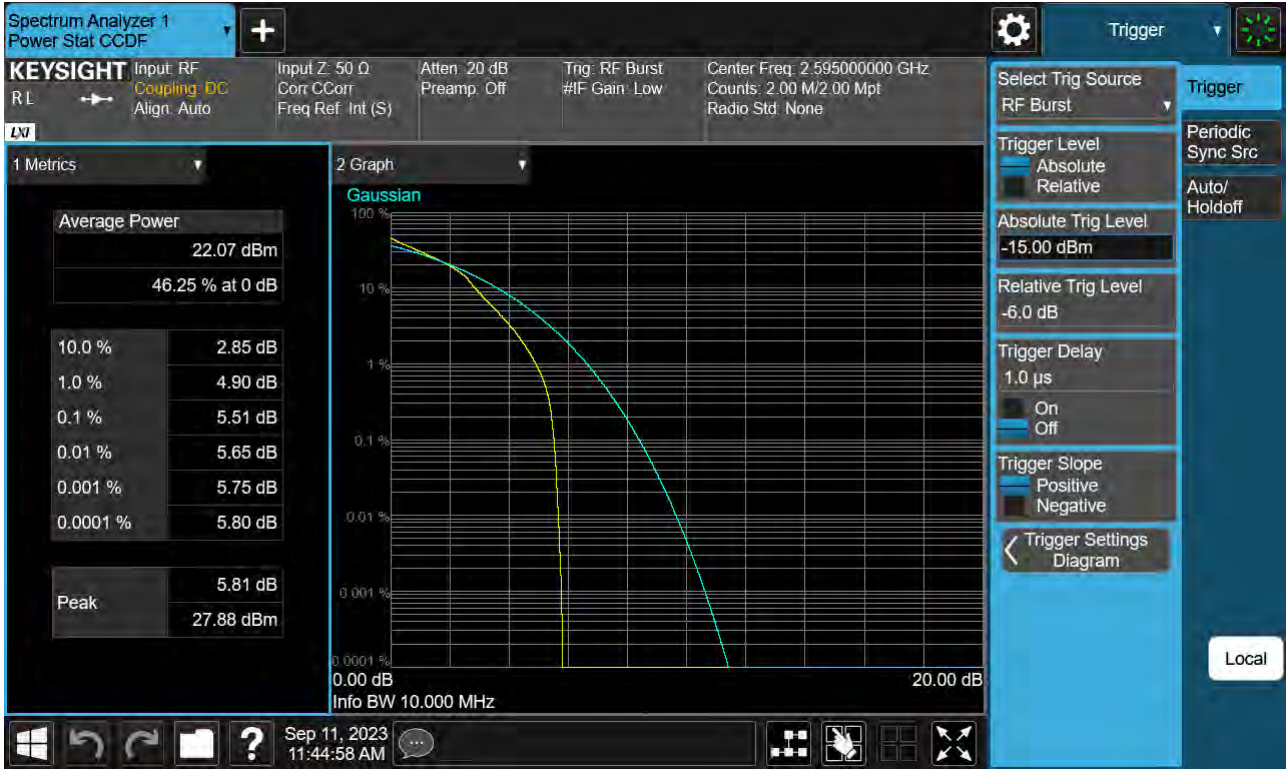 Spectrum Analyzer 1
Power Stat CCDF
+
Trigger
KEYSIGHT
R L
LXI
Input: RF
Coupling: DC
Align: Auto
Input Z: 50 Ω
Corr CCorr
Freq Ref: Int (S)
Atten: 20 dB
Preamp: Off
Trig: RF Burst
#IF Gain: Low
Center Freq: 2.595000000 GHz
Counts: 2.00 M/2.00 Mpt
Radio Std: None
1 Metrics
Average Power
22.07 dBm
46.25 % at 0 dB
10.0 % 2.85 dB
1.0 % 4.90 dB
0.1 % 5.51 dB
0.01 % 5.65 dB
0.001 % 5.75 dB
0.0001 % 5.80 dB
Peak
5.81 dB
27.88 dBm
2 Graph
Gaussian
100 %
10 %
1 %
0.1 %
0.01 %
0.001 %
0.0001 %
0.00 dB 20.00 dB
Info BW 10.000 MHz
Select Trig Source
RF Burst
Trigger Level
Absolute
Relative
Absolute Trig Level
-15.00 dBm
Relative Trig Level
-6.0 dB
Trigger Delay
1.0 µs
On
Off
Trigger Slope
Positive
Negative
Trigger Settings
Diagram
Trigger
Periodic
Sync Src
Auto/
Holdoff
Local
?
Sep 11, 2023
11:44:58 AM